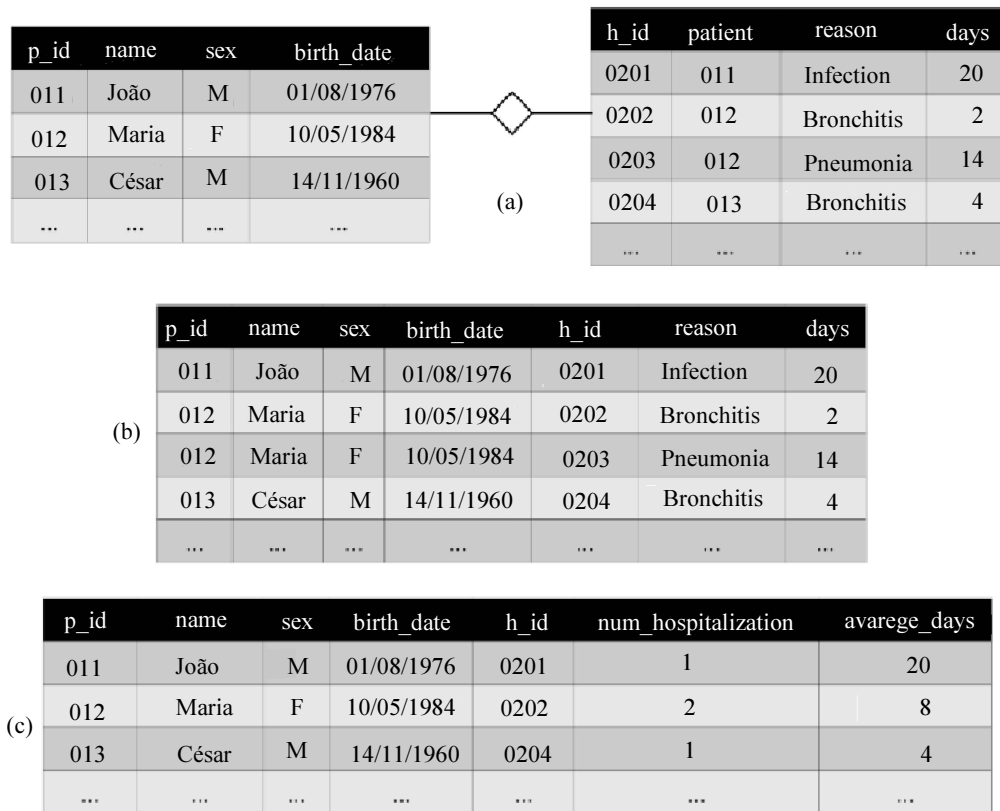 p_id name sex birth_date
011 João M 01/08/1976
012 Maria F 10/05/1984
013 César M 14/11/1960
... ... ... ...
h_id patient reason days
0201 011 Infection 20
0202 012 Bronchitis 2
0203 012 Pneumonia 14
0204 013 Bronchitis 4
... ... ... ...
(a)
p_id name sex birth_date h_id reason days
011 João M 01/08/1976 0201 Infection 20
012 Maria F 10/05/1984 0202 Bronchitis 2
012 Maria F 10/05/1984 0203 Pneumonia 14
013 César M 14/11/1960 0204 Bronchitis 4
... ... ... ... ... ... ...
(b)
p_id name sex birth_date h_id num_hospitalization avarege_days
011 João M 01/08/1976 0201 1 20
012 Maria F 10/05/1984 0202 2 8
013 César M 14/11/1960 0204 1 4
... ... ... ... ... ... ...
(c)